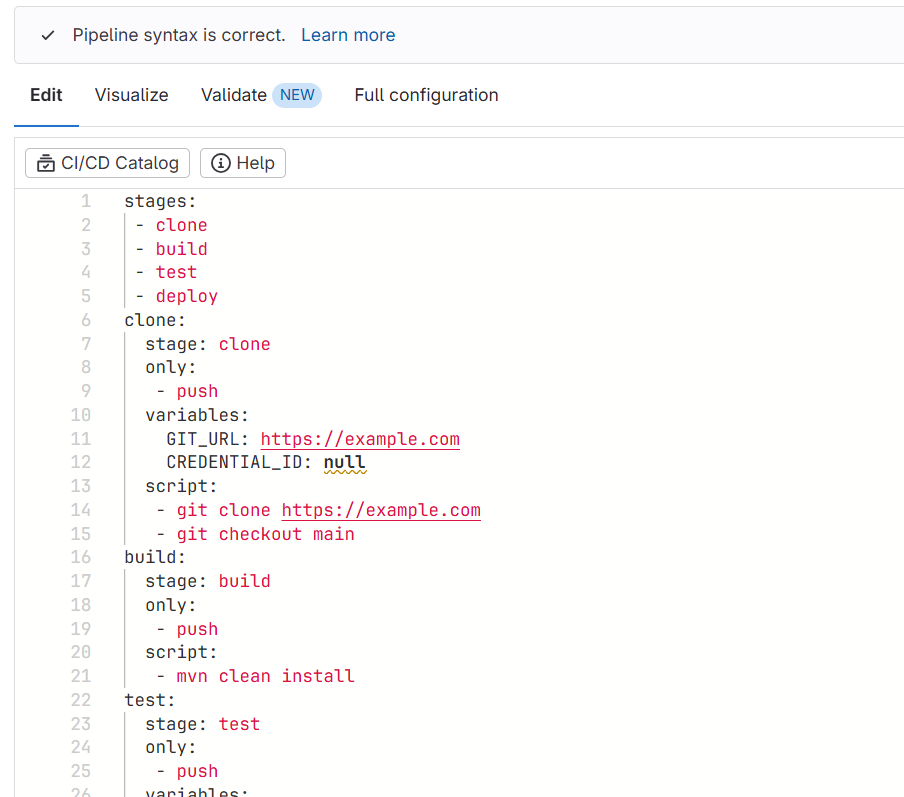 Pipeline syntax is correct. Learn more
Edit Visualize Validate NEW Full configuration
CI/CD Catalog Help
1 stages:
2 - clone
3 - build
4 - test
5 - deploy
6 clone:
7 stage: clone
8 only:
9 - push
10 variables:
11 GIT_URL: https://example.com
12 CREDENTIAL_ID: null
13 script:
14 - git clone https://example.com
15 - git checkout main
16 build:
17 stage: build
18 only:
19 - push
20 script:
21 - mvn clean install
22 test:
23 stage: test
24 only:
25 - push
26 variables: